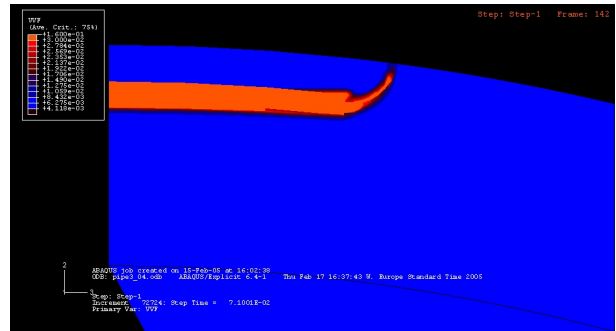 Step: Step-1 Frame: 142
VVF
(Ave. Crit.: 75%)
+1.600e-01
+3.000e-02
+2.784e-02
+2.569e-02
+2.353e-02
+2.137e-02
+1.922e-02
+1.706e-02
+1.490e-02
+1.275e-02
+1.059e-02
+8.432e-03
+6.275e-03
+4.118e-03
2
3
ABAQUS job created on 15-Feb-05 at 16:02:38
ODB: pipe3_04.odb ABAQUS/Explicit 6.4-1 Thu Feb 17 16:37:43 W. Europe Standard Time 2005
Step: Step-1
Increment 72724: Step Time = 7.1001E-02
Primary Var: VVF